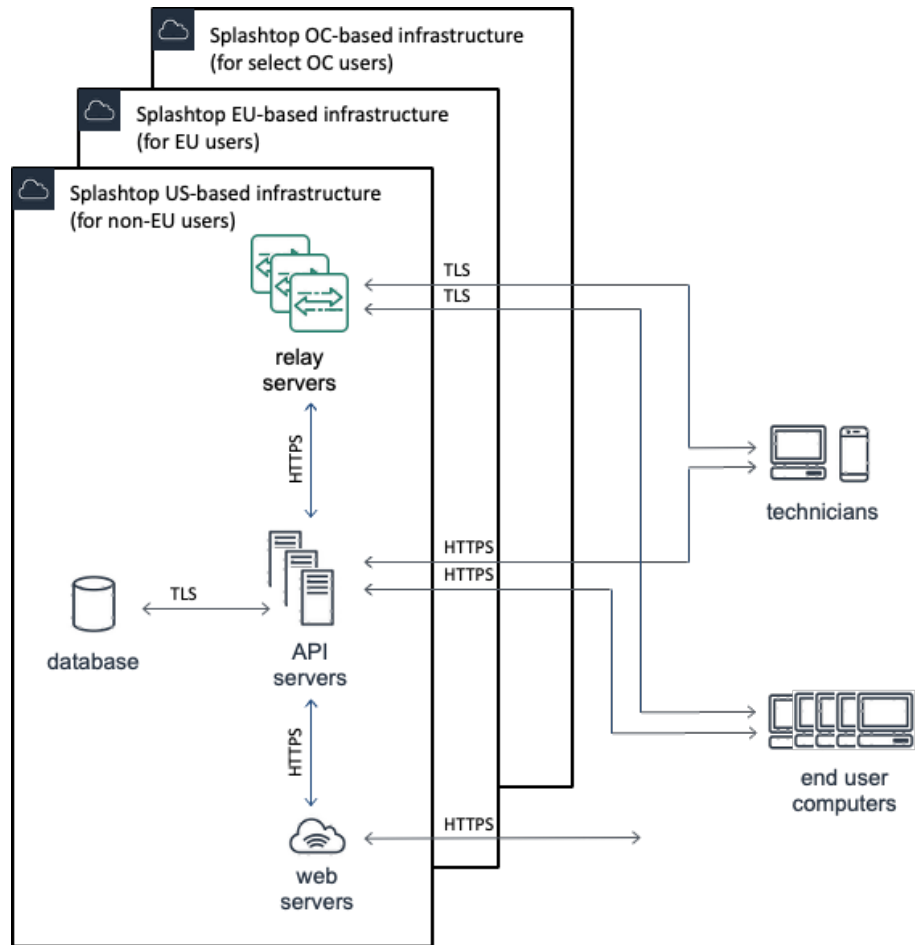 Splashtop OC-based infrastructure
(for select OC users)
Splashtop EU-based infrastructure
(for EU users)
Splashtop US-based infrastructure
(for non-EU users)
TLS
TLS
relay
servers
HTTPS
technicians
HTTPS
HTTPS
TLS
database
API
servers
HTTPS
end user
computers
HTTPS
web
servers